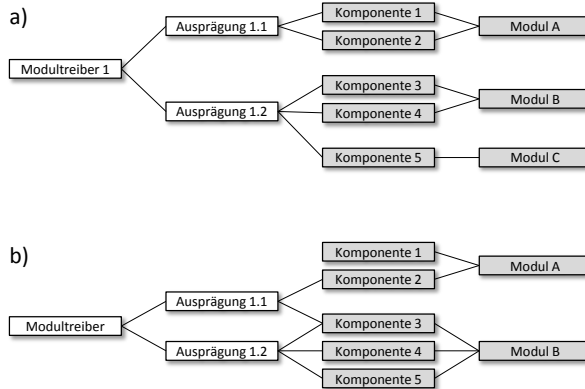 a)
Ausprägung 1.1
Komponente 1
Komponente 2
Modul A
Modultreiber 1
Ausprägung 1.2
Komponente 3
Komponente 4
Modul B
Komponente 5
Modul C
b)
Komponente 1
Komponente 2
Modul A
Ausprägung 1.1
Modultreiber
Komponente 3
Ausprägung 1.2
Komponente 4
Modul B
Komponente 5